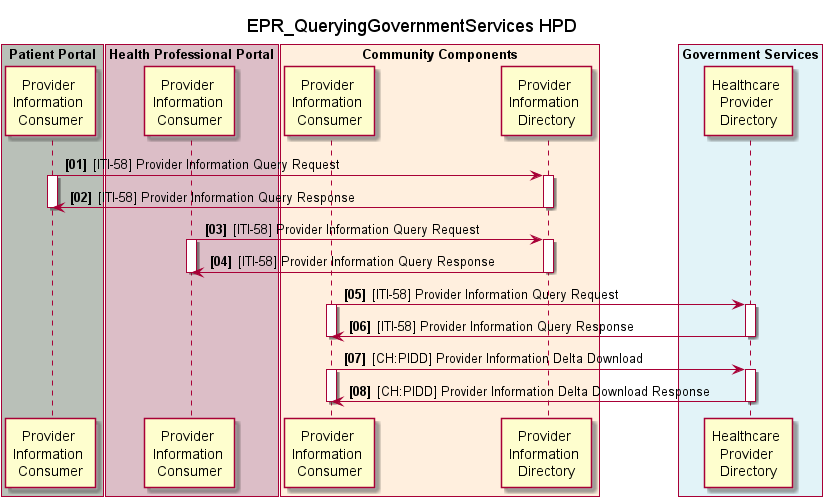 EPR_QueryingGovernmentServices HPD
Patient Portal
Health Professional Portal
Community Components
Government Services
Provider
Information
Consumer
Provider
Information
Consumer
Provider
Information
Consumer
Provider
Information
Directory
Healthcare
Provider
Directory
[01] [ITI-58] Provider Information Query Request
[02] [ITI-58] Provider Information Query Response
[03] [ITI-58] Provider Information Query Request
[04] [ITI-58] Provider Information Query Response
[05] [ITI-58] Provider Information Query Request
[06] [ITI-58] Provider Information Query Response
[07] [CH:PIDD] Provider Information Delta Download
[08] [CH:PIDD] Provider Information Delta Download Response
Provider
Information
Consumer
Provider
Information
Consumer
Provider
Information
Consumer
Provider
Information
Directory
Healthcare
Provider
Directory